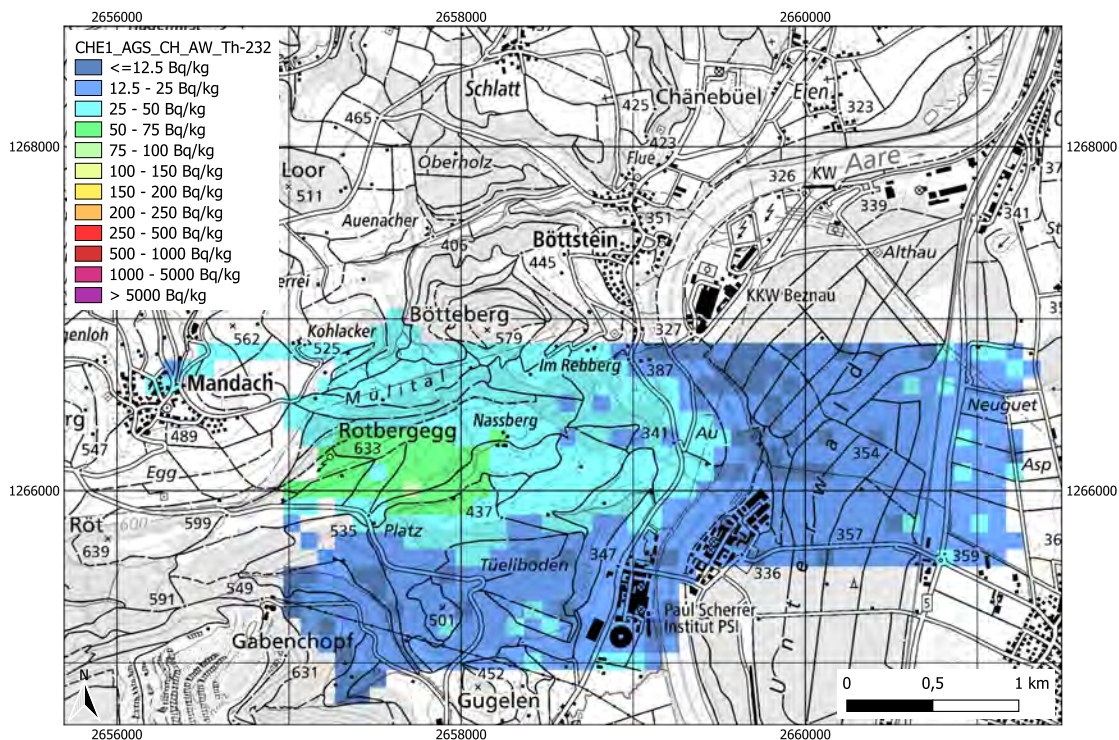 2656000 2658000 2660000
CHE1_AGS_CH_AW_Th-232
<=12.5 Bq/kg
12.5 - 25 Bq/kg
25 - 50 Bq/kg
50 - 75 Bq/kg
75 - 100 Bq/kg
100 - 150 Bq/kg
150 - 200 Bq/kg
200 - 250 Bq/kg
250 - 500 Bq/kg
500 - 1000 Bq/kg
1000 - 5000 Bq/kg
> 5000 Bq/kg
Schlatt
465
425
Chänebüel
Eien
323
423
1268000 1268000
Oberholz
Flue
Aare
326
KW
Loor
511
339
Auenacher
406
351
341
Böttstein
445
Althau
KKW Beznau
Bötteberg
579
327
562
Kohlacker
525
Im Rebberg
387
Mandach
Mülital
Nassberg
Neuguet
489
Rotbergegg
633
341
Au
354
547
Egg
Asp
1266000 1266000
Röt
600
599
639
535
Platz
437
357
Tüeliboden
347
359
336
Unterwald
591
549
501
Paul Scherrer
Institut PSI
5
Gabenchopf
631
452
Gugelen
N
0 0,5 1 km
2656000 2658000 2660000